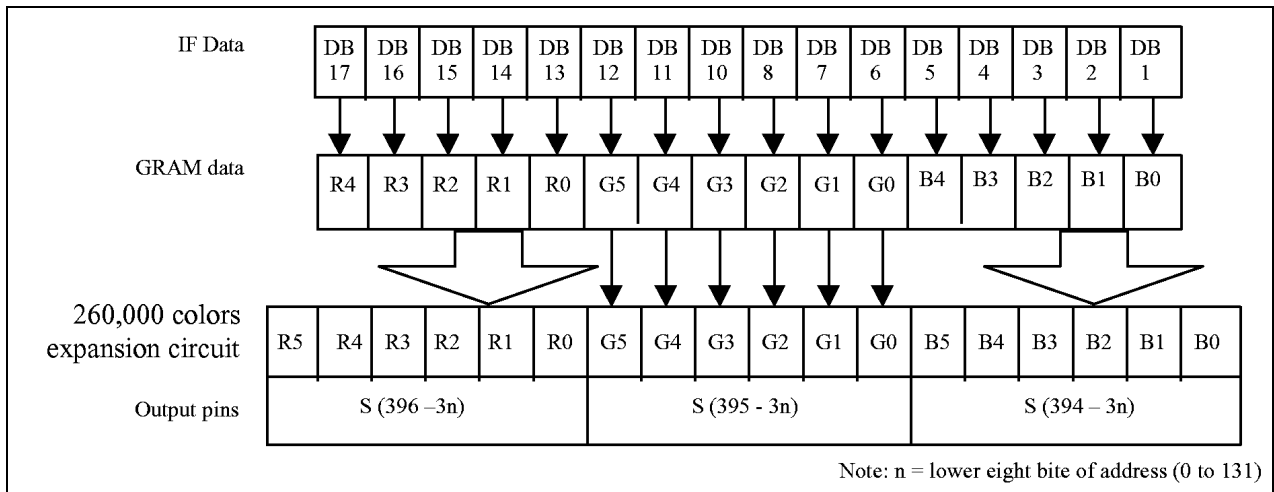 IF Data
DB 17 DB 16 DB 15 DB 14 DB 13 DB 12 DB 11 DB 10 DB 8 DB 7 DB 6 DB 5 DB 4 DB 3 DB 2 DB 1
GRAM data
R4 R3 R2 R1 R0 G5 G4 G3 G2 G1 G0 B4 B3 B2 B1 B0
260,000 colors
expansion circuit
R5 R4 R3 R2 R1 R0 G5 G4 G3 G2 G1 G0 B5 B4 B3 B2 B1 B0
Output pins
S (396 –3n) S (395 - 3n) S (394 – 3n)
Note: n = lower eight bite of address (0 to 131)